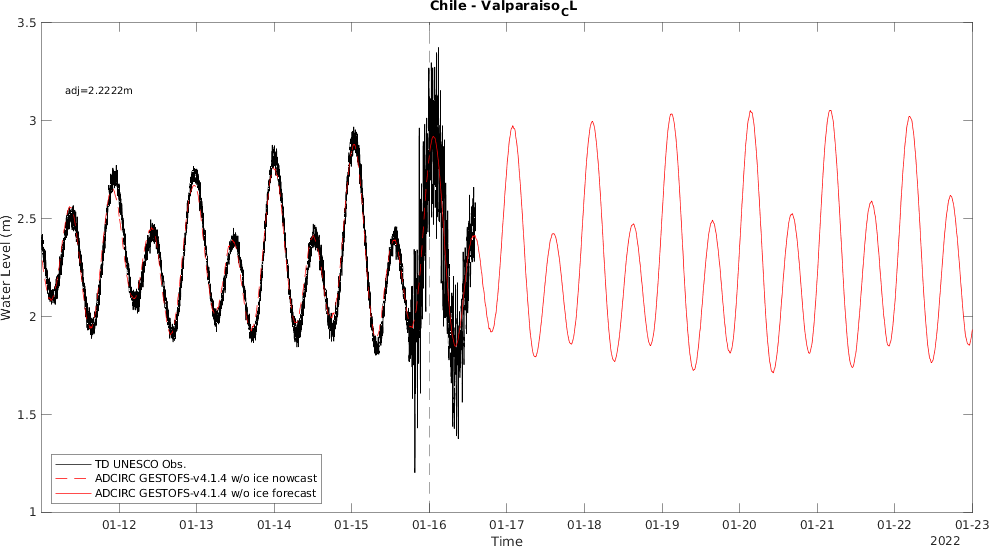 Chile - Valparaiso_CL
3.5
adj=2.2222m
3
2.5
Water Level (m)
2
1.5
TD UNESCO Obs.
ADCIRC GESTOFS-v4.1.4 w/o ice nowcast
ADCIRC GESTOFS-v4.1.4 w/o ice forecast
1
01-12 01-13 01-14 01-15 01-16 01-17 01-18 01-19 01-20 01-21 01-22 01-23
Time
2022